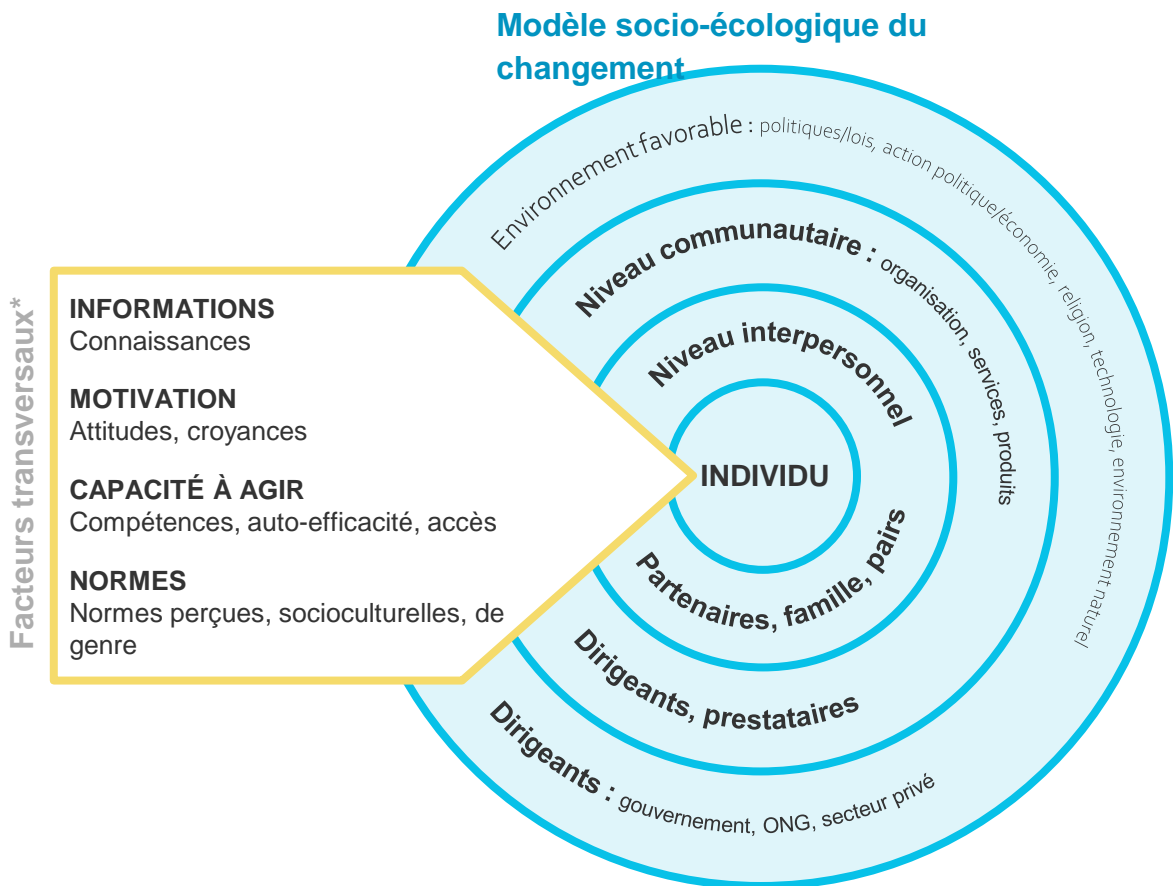 Modèle socio-écologique du
changement
Environnement favorable : politiques/lois, action politique/économie, religion, technologie, environnement naturel
Niveau communautaire : organisation, services, produits
Niveau interpersonnel
INDIVIDU
Partenaires, famille, pairs
Dirigeants, prestataires
Dirigeants : gouvernement, ONG, secteur privé
Facteurs transversaux*
INFORMATIONS
Connaissances
MOTIVATION
Attitudes, croyances
CAPACITÉ À AGIR
Compétences, auto-efficacité, accès
NORMES
Normes perçues, socioculturelles, de
genre